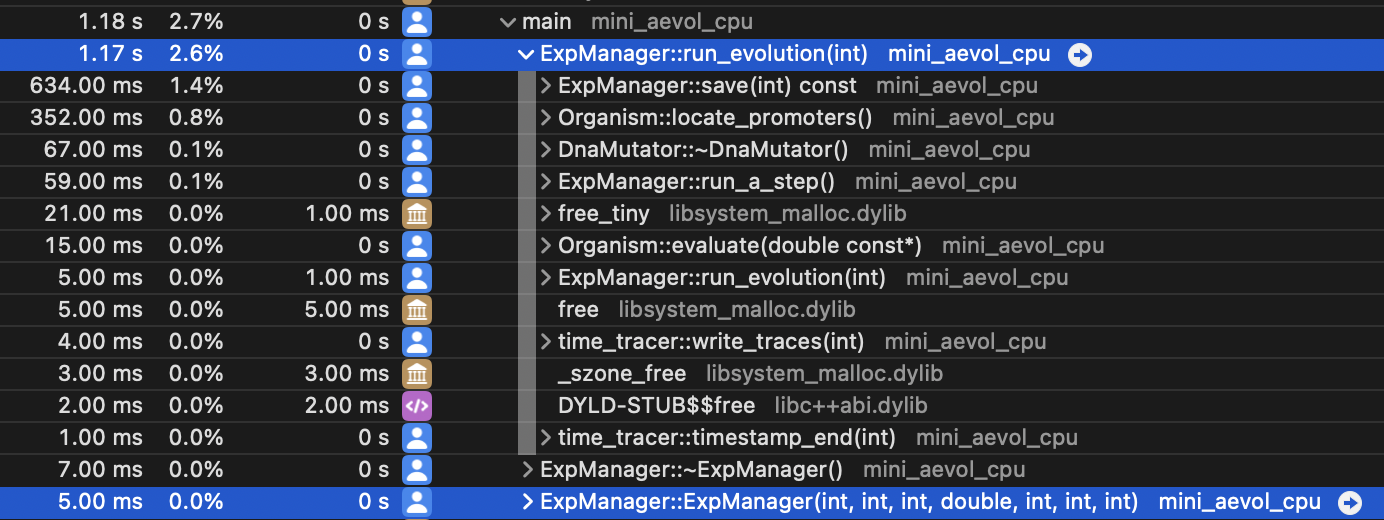 1.18 s 2.7% 0 s main mini_aevol_cpu
1.17 s 2.6% 0 s ExpManager::run_evolution(int) mini_aevol_cpu
634.00 ms 1.4% 0 s ExpManager::save(int) const mini_aevol_cpu
352.00 ms 0.8% 0 s Organism::locate_promoters() mini_aevol_cpu
67.00 ms 0.1% 0 s DnaMutator::~DnaMutator() mini_aevol_cpu
59.00 ms 0.1% 0 s ExpManager::run_a_step() mini_aevol_cpu
21.00 ms 0.0% 1.00 ms free_tiny libsystem_malloc.dylib
15.00 ms 0.0% 0 s Organism::evaluate(double const*) mini_aevol_cpu
5.00 ms 0.0% 1.00 ms ExpManager::run_evolution(int) mini_aevol_cpu
5.00 ms 0.0% 5.00 ms free libsystem_malloc.dylib
4.00 ms 0.0% 0 s time_tracer::write_traces(int) mini_aevol_cpu
3.00 ms 0.0% 3.00 ms _szone_free libsystem_malloc.dylib
2.00 ms 0.0% 2.00 ms </> DYLD-STUB$$free libc++abi.dylib
1.00 ms 0.0% 0 s time_tracer::timestamp_end(int) mini_aevol_cpu
7.00 ms 0.0% 0 s ExpManager::~ExpManager() mini_aevol_cpu
5.00 ms 0.0% 0 s ExpManager::ExpManager(int, int, int, double, int, int, int) mini_aevol_cpu